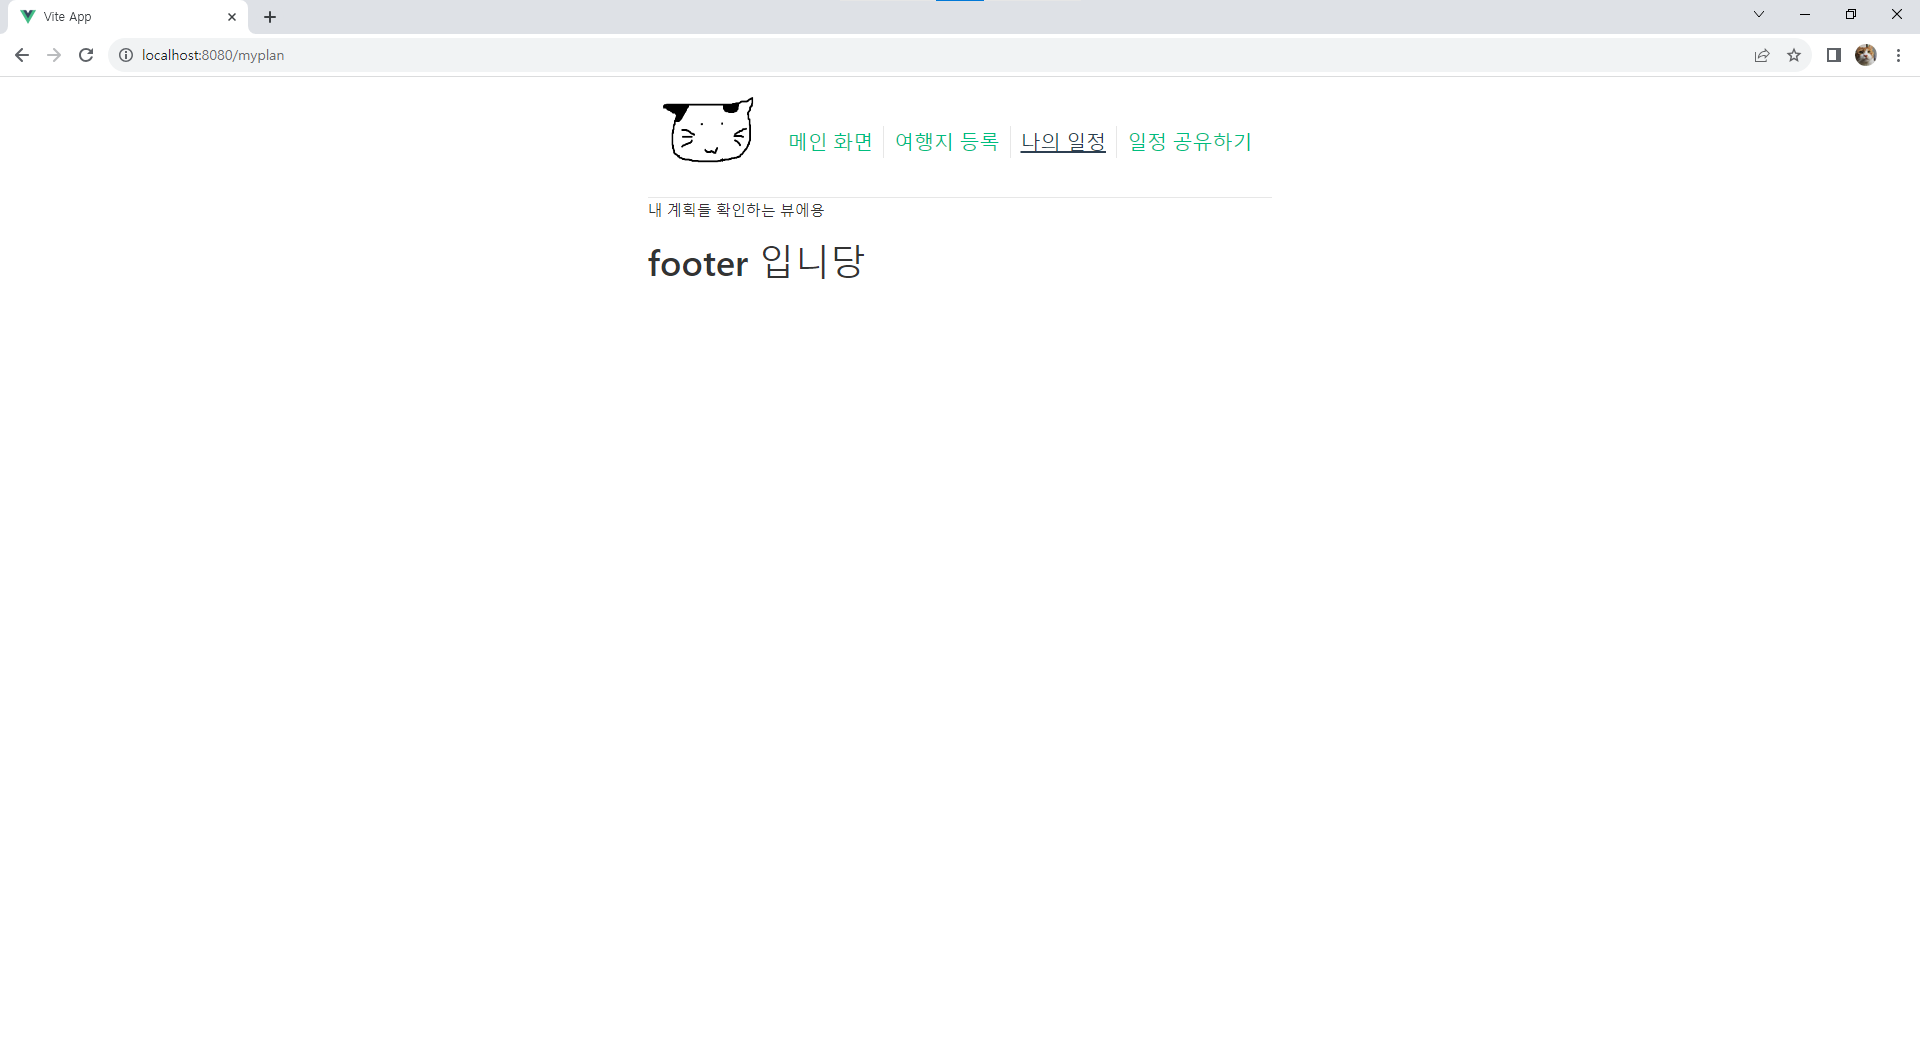 Vite App
localhost:8080/myplan
메인 화면 여행지 등록 나의 일정 일정 공유하기
내 계획들 확인하는 뷰에용
footer 입니당